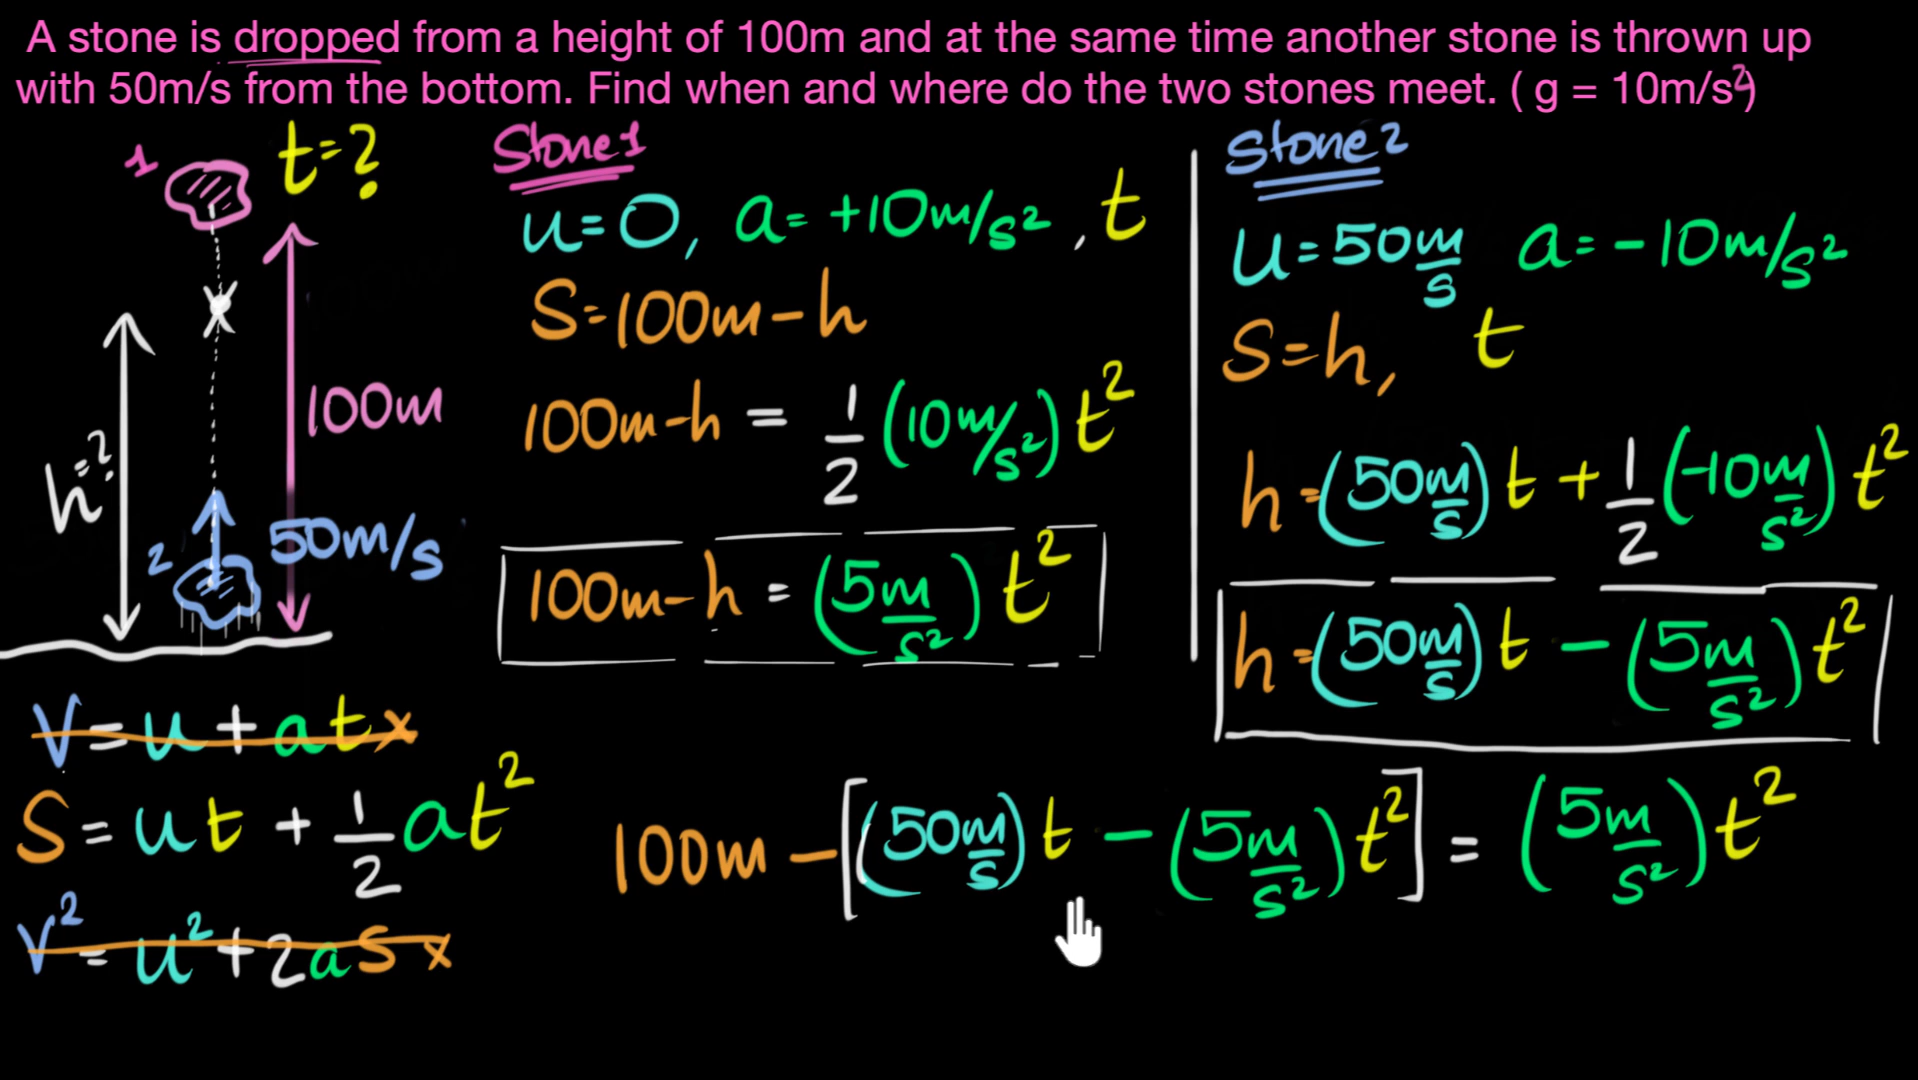 A stone is dropped from a height of 100m and at the same time another stone is thrown up
with 50m/s from the bottom. Find when and where do the two stones meet. ( g = 10m/s²)
1
t=?
h=?
100m
2
50m/s
Stone 1
u=0, a=+10m/s², t
S=100m-h
100m-h = 1/2 (10m/s²) t²
100m-h = (5m/s²) t²
Stone 2
u=50m/s a=-10m/s²
S=h, t
h=(50m/s) t + 1/2 (-10m/s²) t²
h=(50m/s) t - (5m/s²) t²
V=u+at x
S=ut+1/2 at²
V²=u²+2aS x
100m-[(50m/s) t - (5m/s²) t²] = (5m/s²) t²